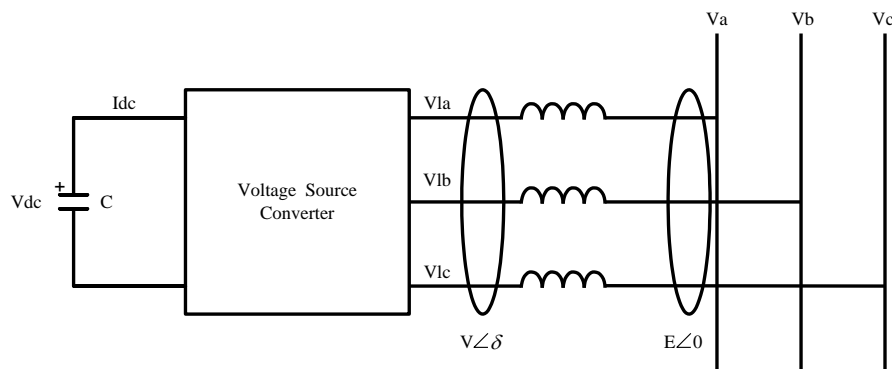 Va Vb Vc
Idc
Vla
+
Vdc
C
Voltage Source
Converter
Vlb
Vlc
V∠δ
E∠0